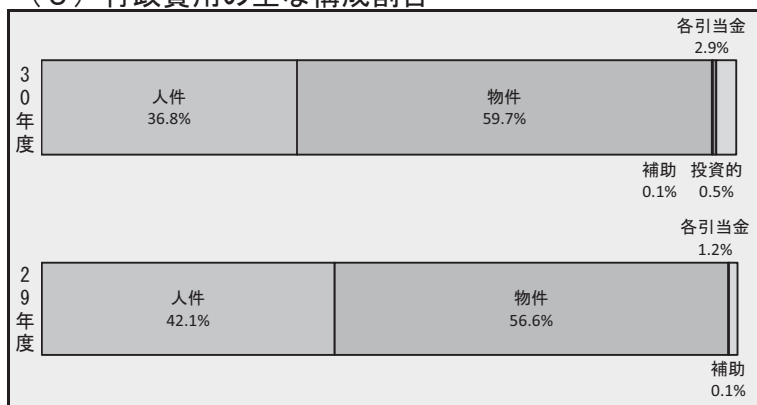 （3）行政費用の主な構成割合
各引当金
2.9%
30年度
人件
36.8%
物件
59.7%
補助
0.1%
投資的
0.5%
各引当金
1.2%
29年度
人件
42.1%
物件
56.6%
補助
0.1%